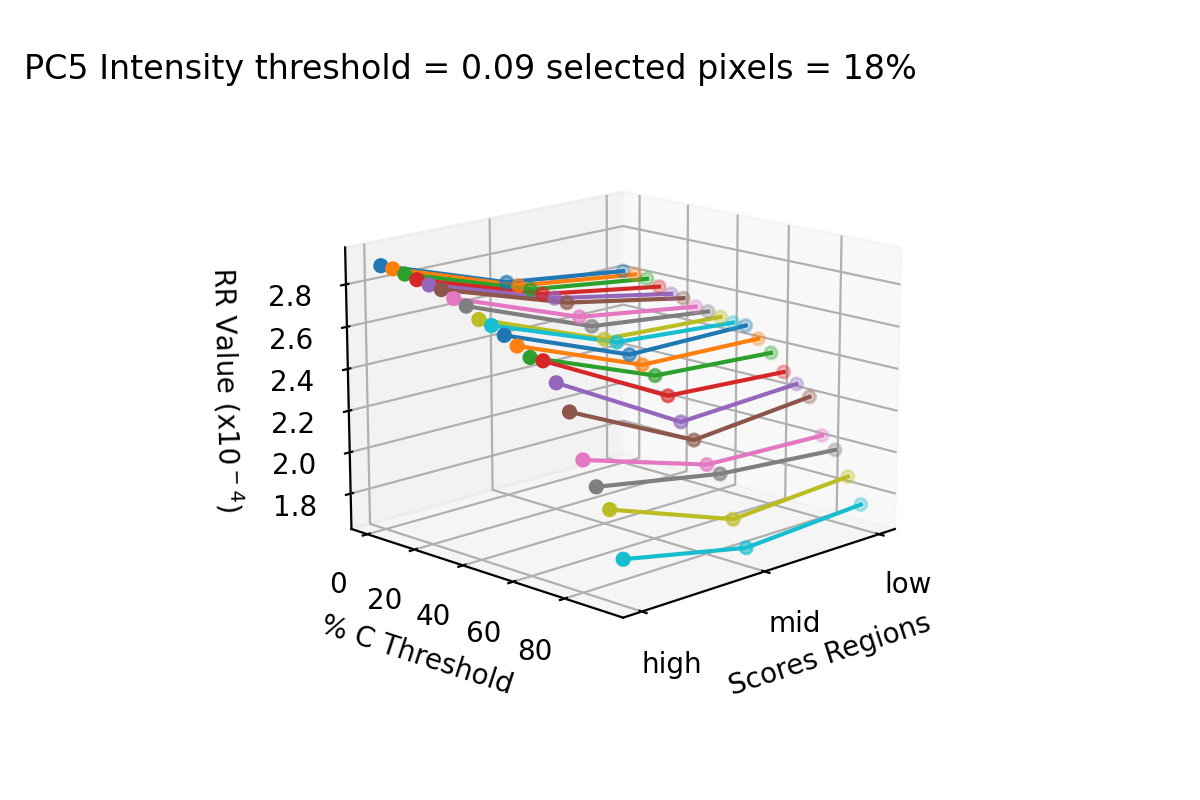 PC5 Intensity threshold = 0.09 selected pixels = 18%
RR Value (x10⁻⁴)
2.8
2.6
2.4
2.2
2.0
1.8
0
20
40
60
80
% C Threshold
high
mid
low
Scores Regions